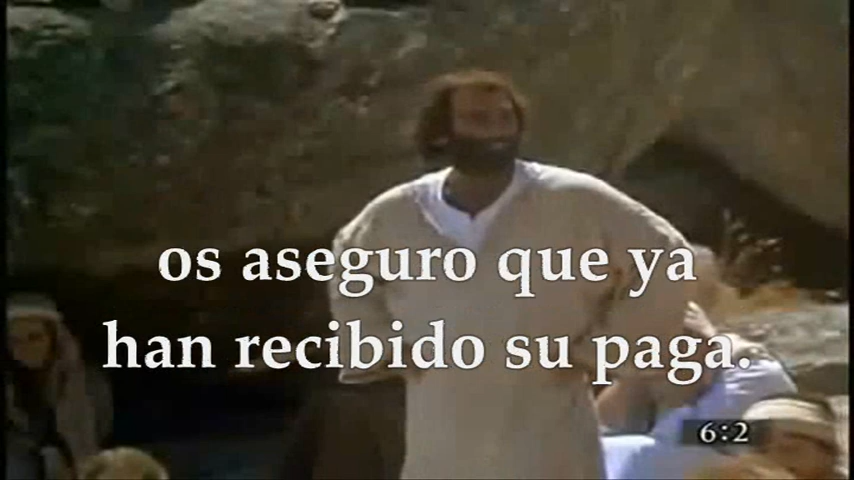 os aseguro que ya
han recibido su paga.
6:2